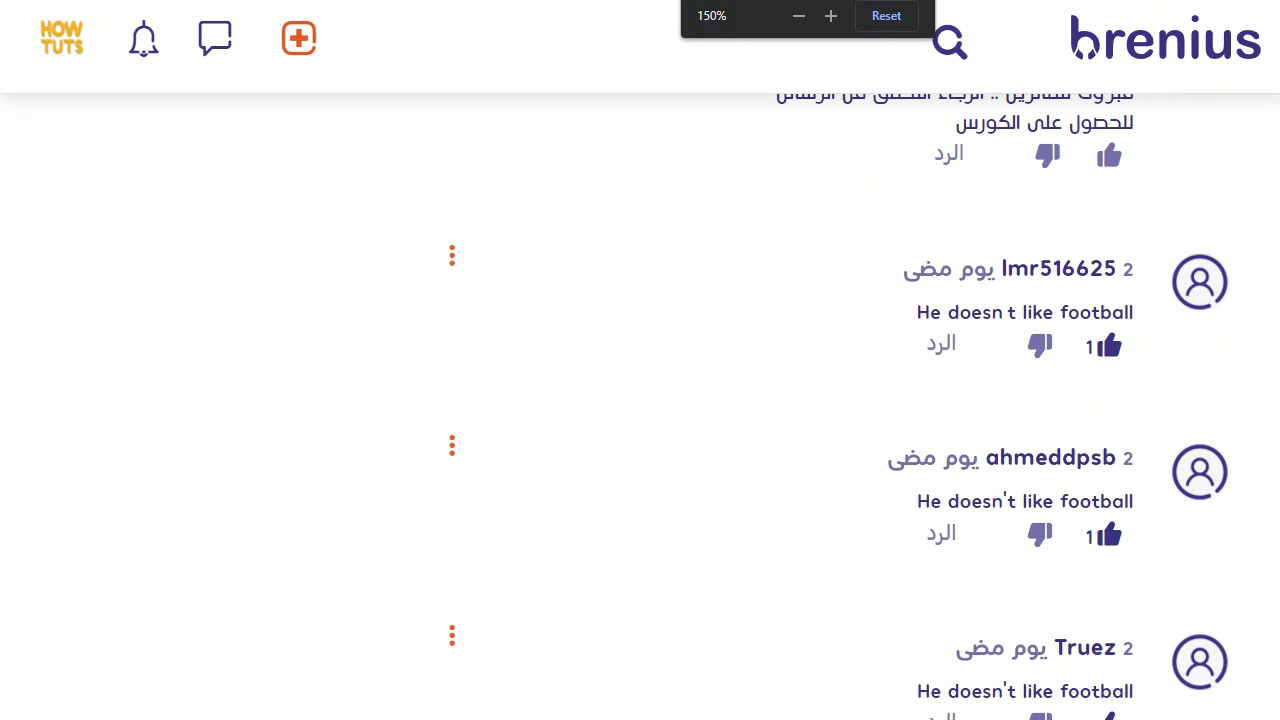 HOW
TUTS
150%
Reset
brenius
للحصول على الكورس
الرد
lmr516625 2 يوم مضى
He doesn t like football
1
الرد
ahmeddpsb 2 يوم مضى
He doesn't like football
1
الرد
Truez 2 يوم مضى
He doesn't like football